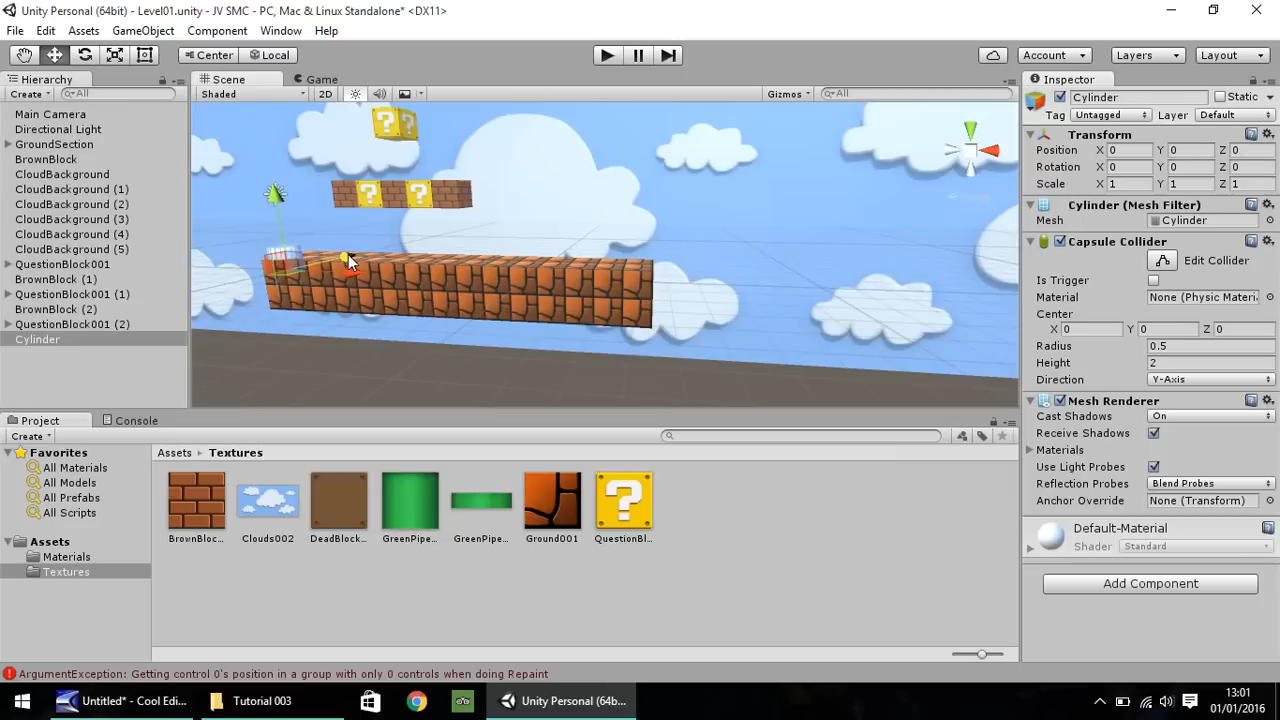 Unity Personal (64bit) - Level01.unity - JV SMC - PC, Mac & Linux Standalone* <DX11>
File Edit Assets GameObject Component Window Help
Center Local Account Layers Layout
Hierarchy
Create All
Main Camera
Directional Light
GroundSection
BrownBlock
CloudBackground
CloudBackground (1)
CloudBackground (2)
CloudBackground (3)
CloudBackground (4)
CloudBackground (5)
QuestionBlock001
BrownBlock (1)
QuestionBlock001 (1)
BrownBlock (2)
QuestionBlock001 (2)
Cylinder
Scene Game
Shaded 2D Gizmos All
? ?
? ?
Inspector
Cylinder Static
Tag Untagged Layer Default
Transform
Position X 0 Y 0 Z 0
Rotation X 0 Y 0 Z 0
Scale X 1 Y 1 Z 1
Cylinder (Mesh Filter)
Mesh Cylinder
Capsule Collider
Edit Collider
Is Trigger
Material None (Physic Materi
Center
X 0 Y 0 Z 0
Radius 0.5
Height 2
Direction Y-Axis
Mesh Renderer
Cast Shadows On
Receive Shadows
Materials
Use Light Probes
Reflection Probes Blend Probes
Anchor Override None (Transform)
Default-Material
Shader Standard
Add Component
Project Console
Create
Favorites
All Materials
All Models
All Prefabs
All Scripts
Assets
Materials
Textures
Assets Textures
?
BrownBloc... Clouds002 DeadBlock... GreenPipe... GreenPipe... Ground001 QuestionBl...
ArgumentException: Getting control 0's position in a group with only 0 controls when doing Repaint
Untitled* - Cool Edi... Tutorial 003 Unity Personal (64b...
13:01
01/01/2016